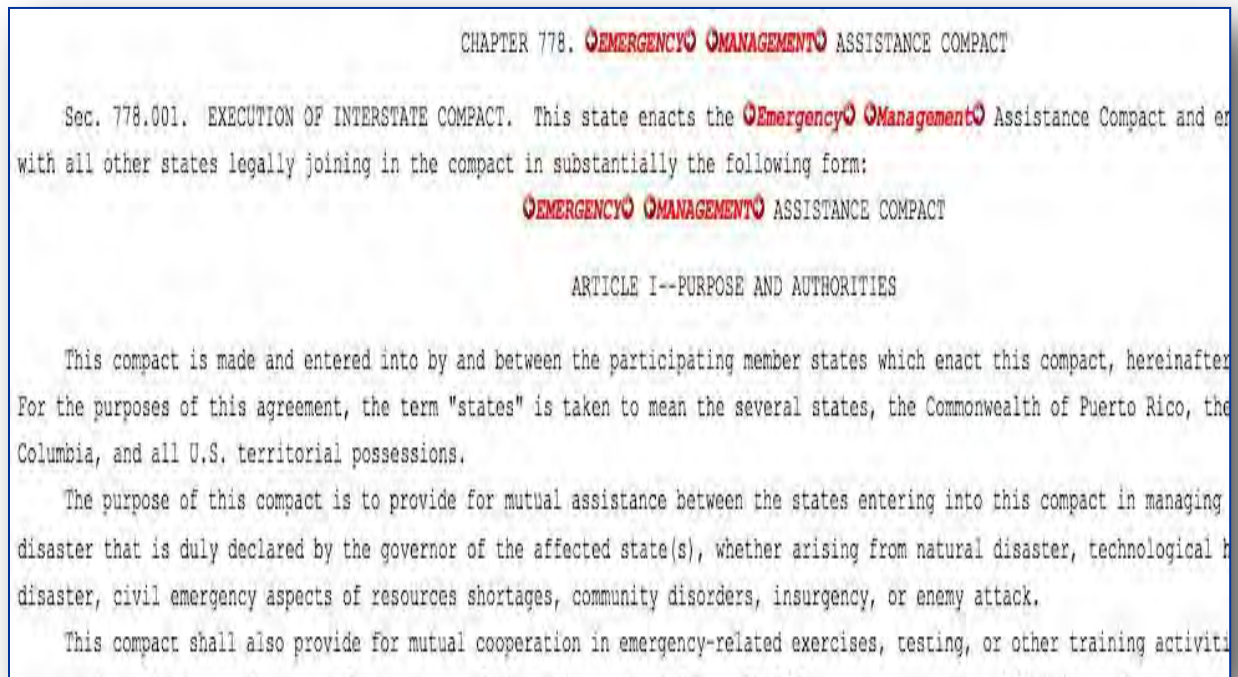 CHAPTER 778. EMERGENCY MANAGEMENT ASSISTANCE COMPACT
Sec. 778.001. EXECUTION OF INTERSTATE COMPACT. This state enacts the Emergency Management Assistance Compact and
with all other states legally joining in the compact in substantially the following form:
EMERGENCY MANAGEMENT ASSISTANCE COMPACT
ARTICLE I--PURPOSE AND AUTHORITIES
This compact is made and entered into by and between the participating member states which enact this compact, hereinafter
For the purposes of this agreement, the term "states" is taken to mean the several states, the Commonwealth of Puerto Rico, the
Columbia, and all U.S. territorial possessions.
The purpose of this compact is to provide for mutual assistance between the states entering into this compact in managing
disaster that is duly declared by the governor of the affected state(s), whether arising from natural disaster, technological
disaster, civil emergency aspects of resources shortages, community disorders, insurgency, or enemy attack.
This compact shall also provide for mutual cooperation in emergency-related exercises, testing, or other training